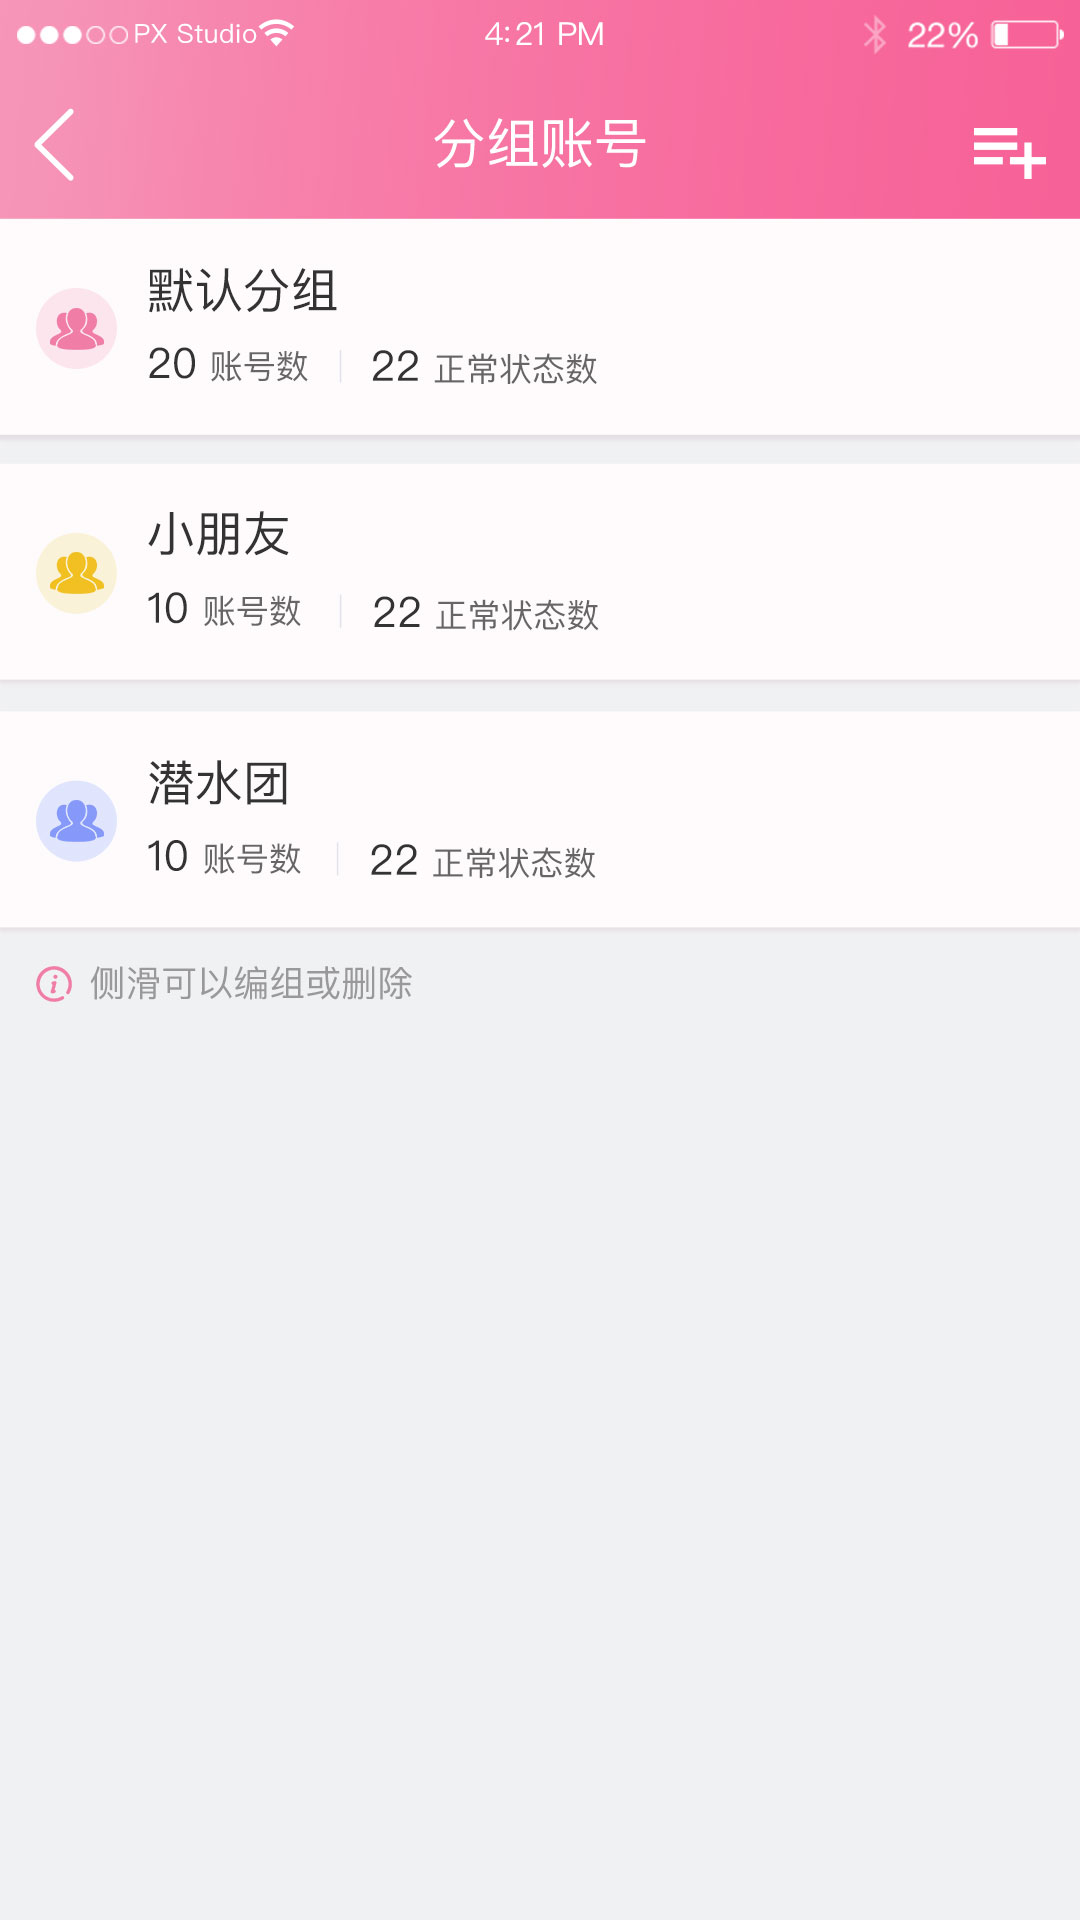 PX Studio 4:21 PM 22%
分组账号
默认分组
20 账号数 22 正常状态数
小朋友
10 账号数 22 正常状态数
潜水团
10 账号数 22 正常状态数
侧滑可以编组或删除